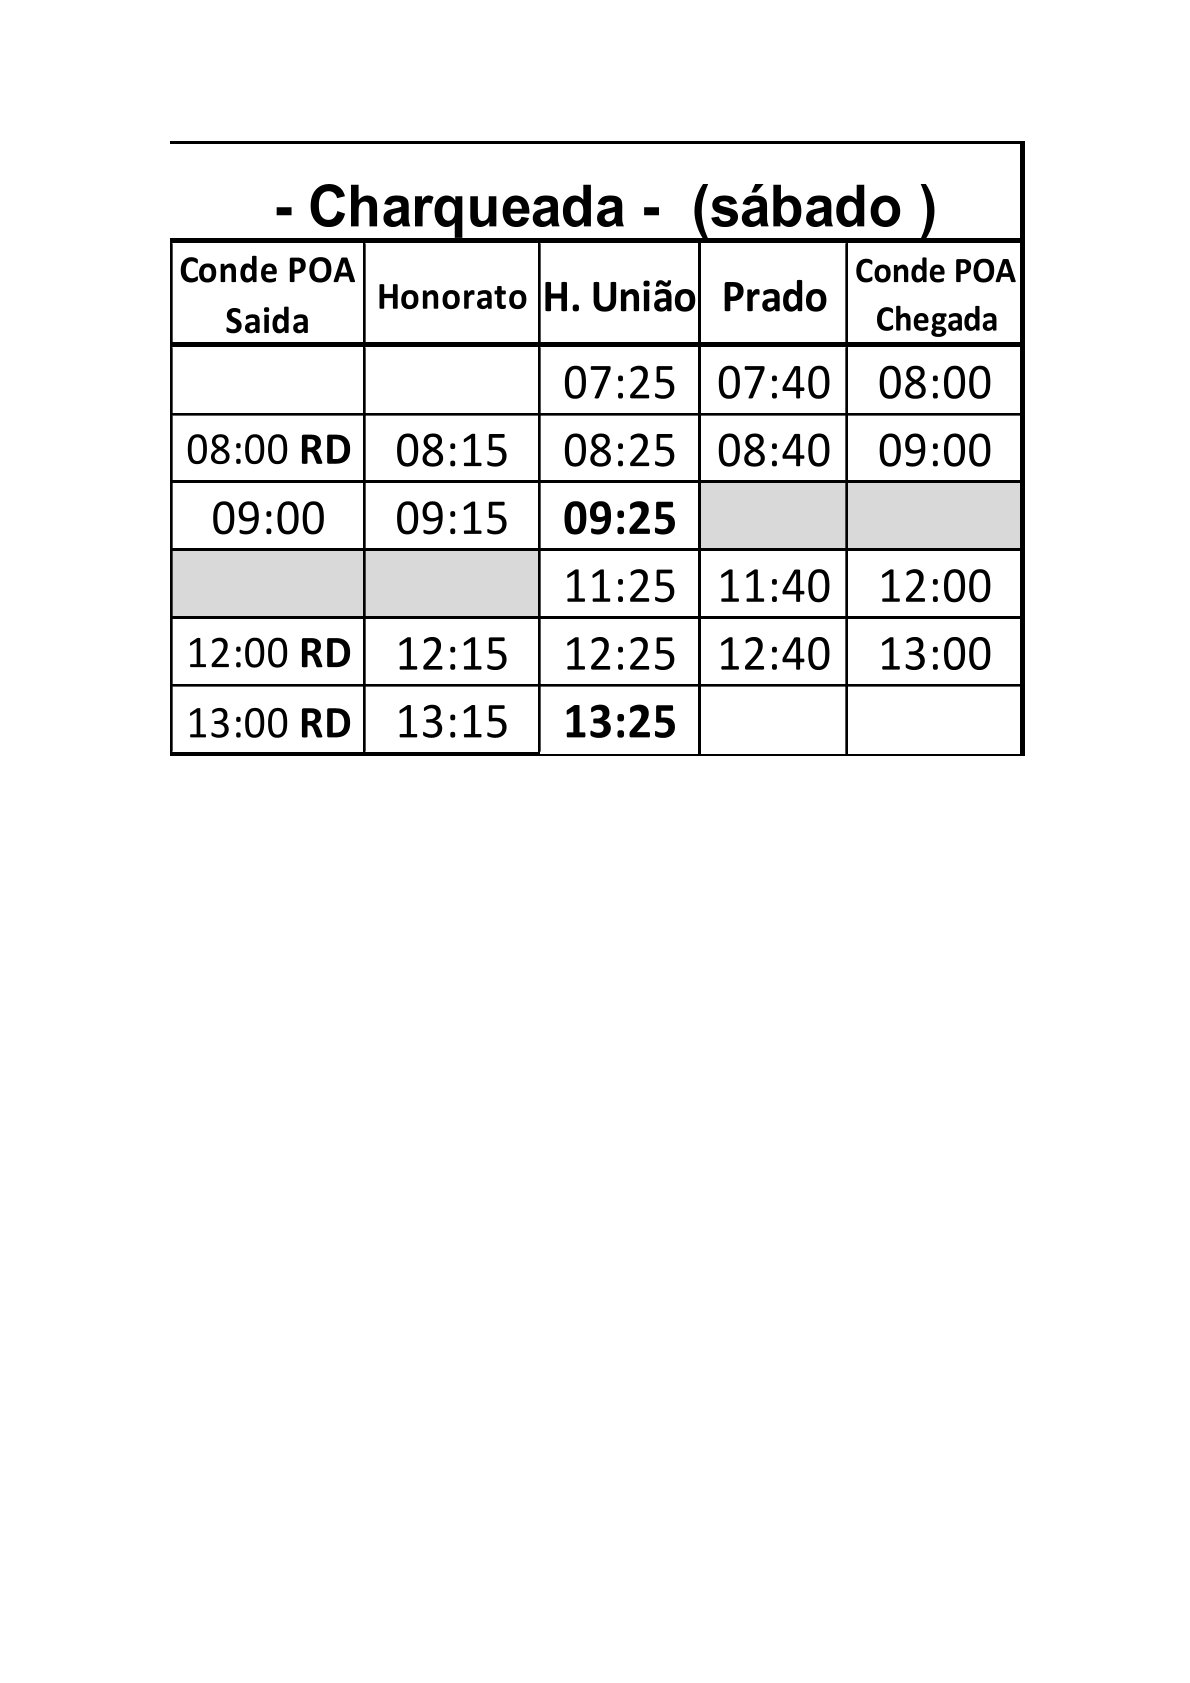 - Charqueada -  (sábado )
Conde POA Saida Honorato H. União Prado Conde POA Chegada
07:25 07:40 08:00
08:00 RD 08:15 08:25 08:40 09:00
09:00 09:15 09:25
11:25 11:40 12:00
12:00 RD 12:15 12:25 12:40 13:00
13:00 RD 13:15 13:25